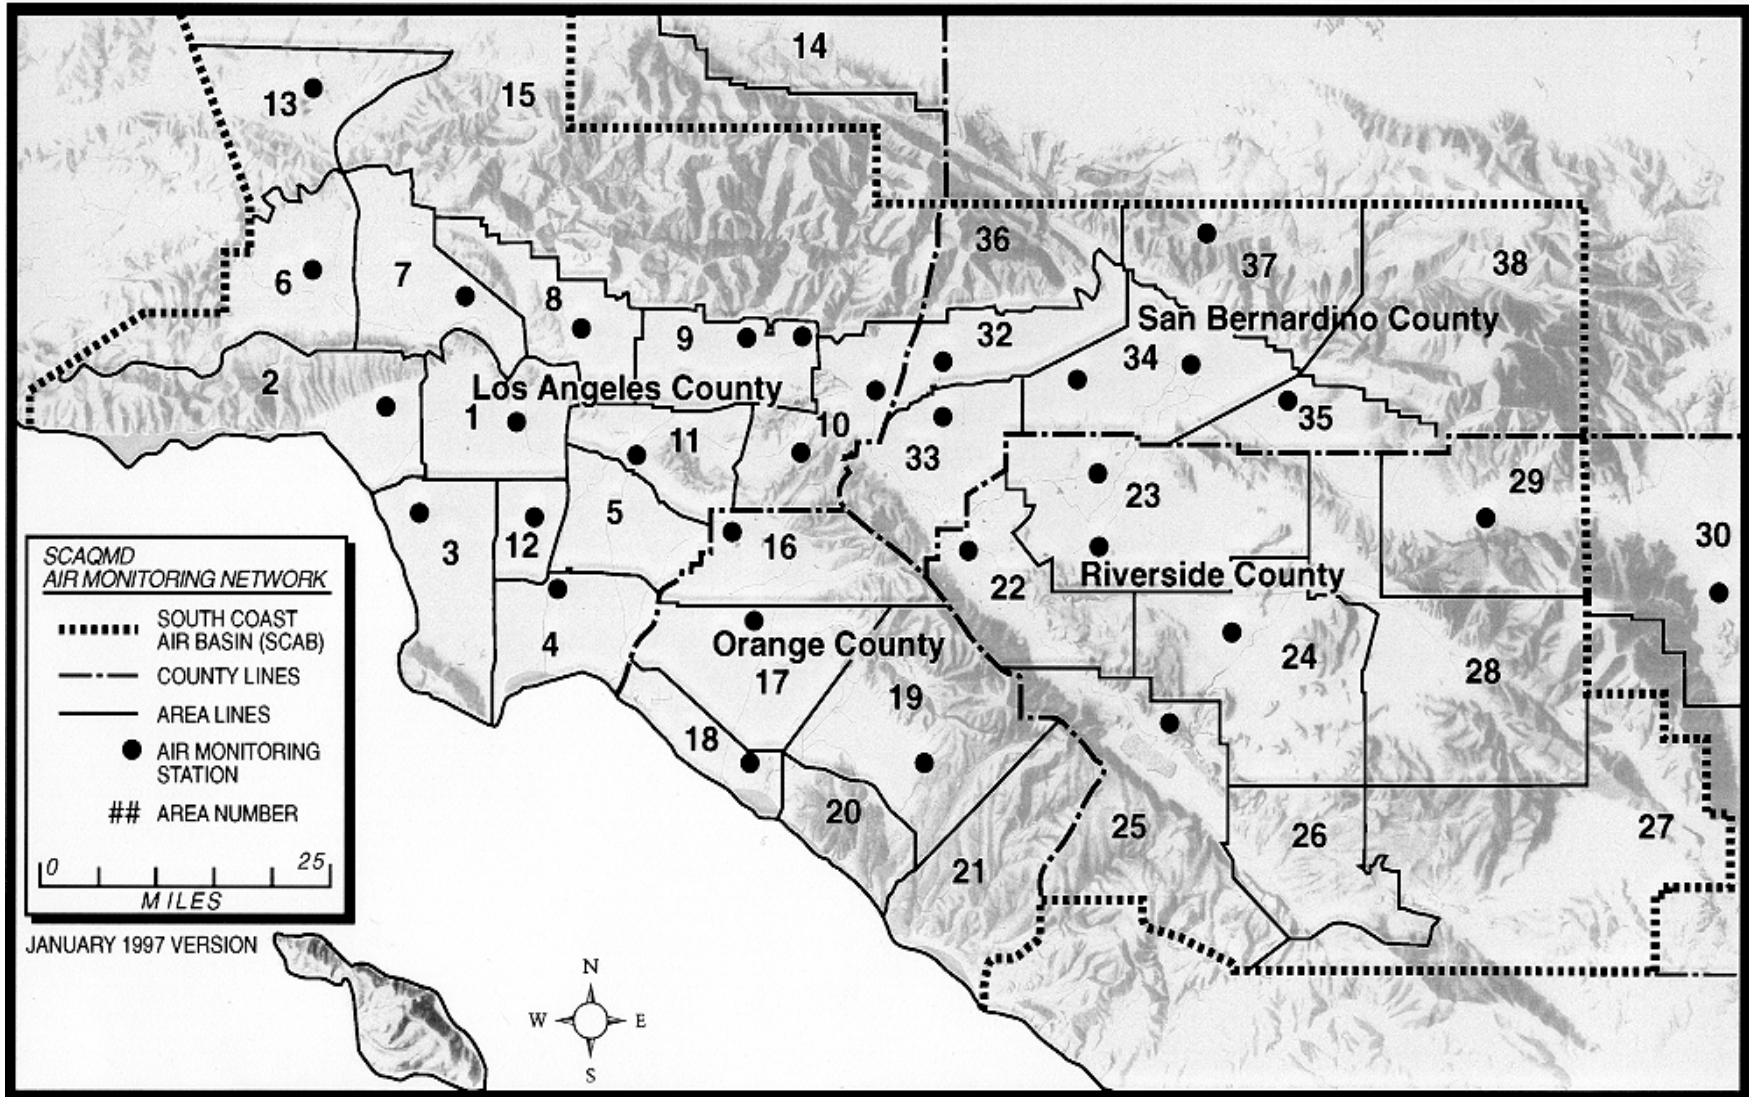 14
13
15
36
37
38
6
7
8
9
32
San Bernardino County
34
2
Los Angeles County
1
11
10
35
33
29
23
5
3
12
16
30
22
Riverside County
4
Orange County
24
28
17
19
18
20
25
26
27
21
SCAQMD
AIR MONITORING NETWORK
SOUTH COAST
AIR BASIN (SCAB)
COUNTY LINES
AREA LINES
AIR MONITORING
STATION
## AREA NUMBER
0 25
MILES
JANUARY 1997 VERSION
N
W E
S